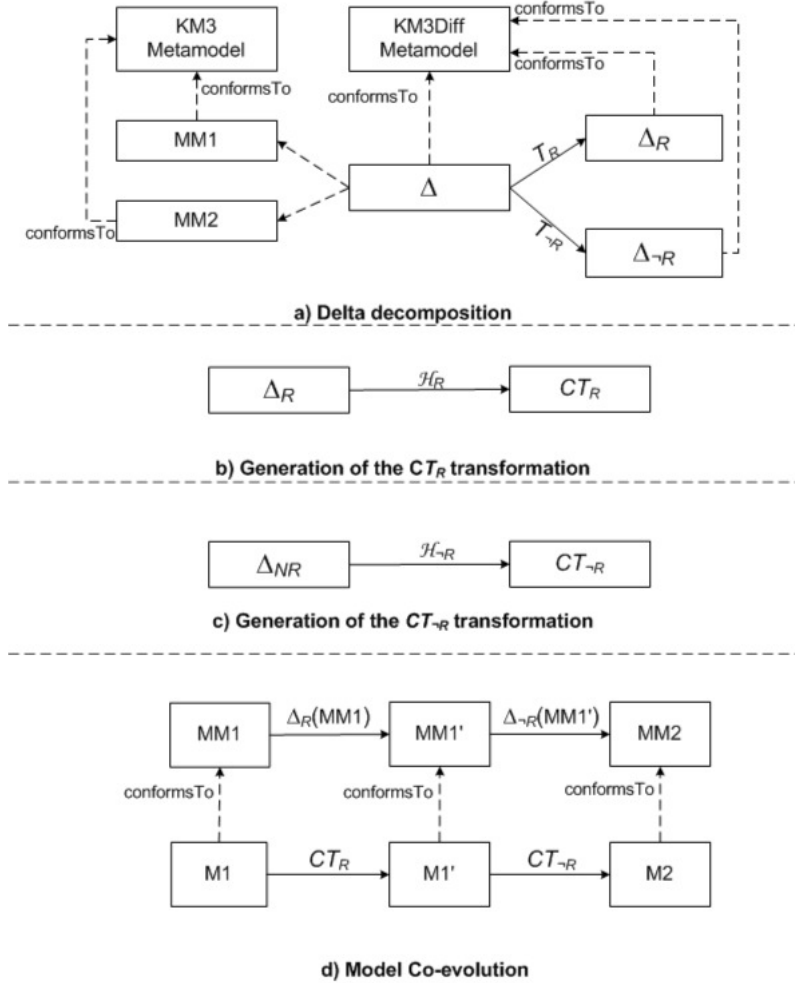 conformsTo
KM3
Metamodel
KM3Diff
Metamodel
conformsTo
conformsTo
conformsTo
MM1
T_R
Δ_R
Δ
MM2
conformsTo
T_¬R
Δ_¬R
a) Delta decomposition
Δ_R
ℋ_R
CT_R
b) Generation of the CT_R transformation
Δ_NR
ℋ_¬R
CT_¬R
c) Generation of the CT_¬R transformation
MM1
Δ_R(MM1)
MM1'
Δ_¬R(MM1')
MM2
conformsTo
conformsTo
conformsTo
M1
CT_R
M1'
CT_¬R
M2
d) Model Co-evolution